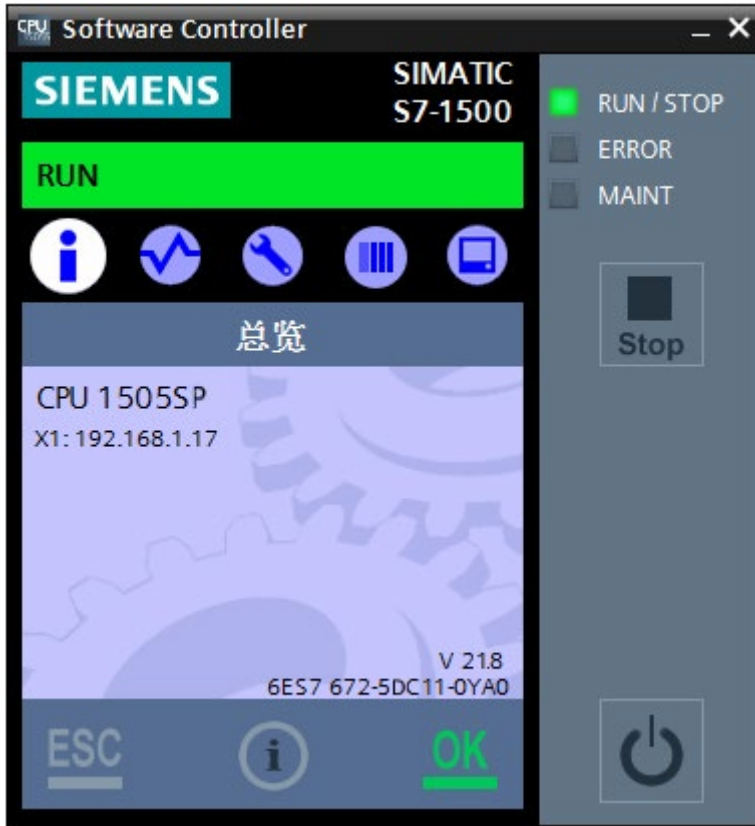 CPU Software Controller
SIEMENS
SIMATIC
S7-1500
RUN / STOP
ERROR
MAINT
RUN
总览
Stop
CPU 1505SP
X1: 192.168.1.17
V 21.8
6ES7 672-5DC11-0YA0
ESC
i
OK